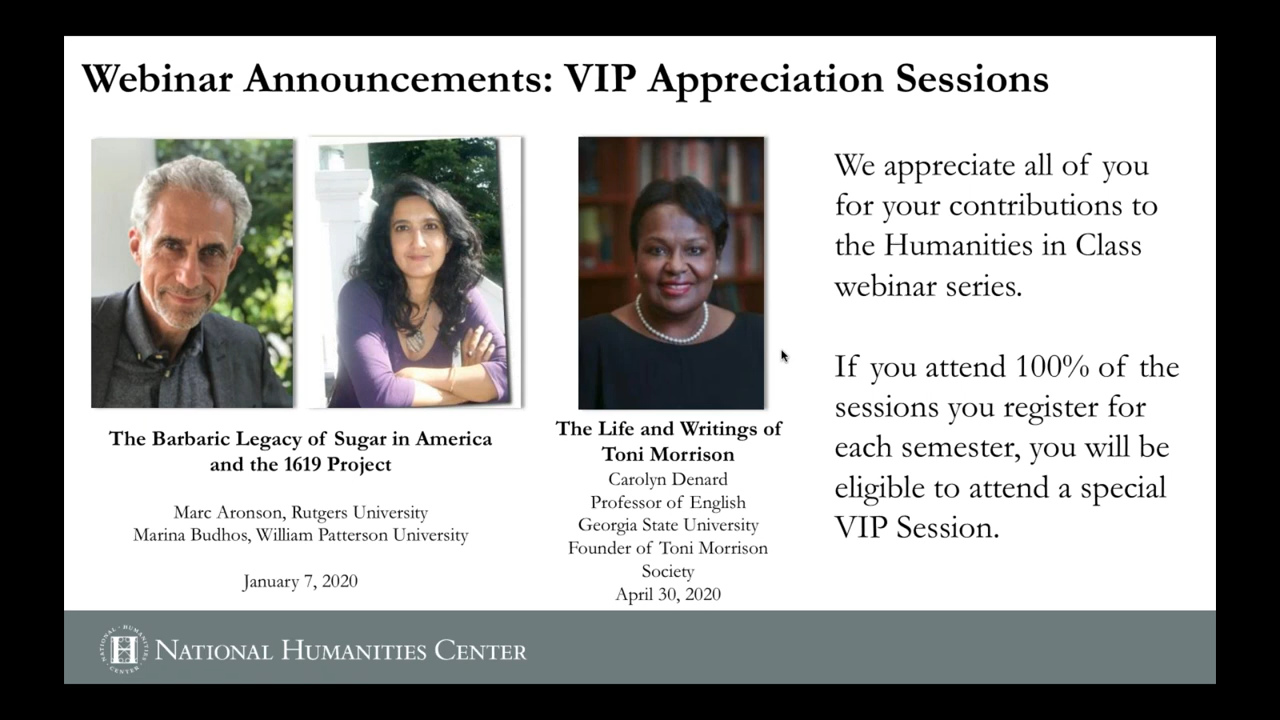 Webinar Announcements: VIP Appreciation Sessions
The Barbaric Legacy of Sugar in America
and the 1619 Project
Marc Aronson, Rutgers University
Marina Budhos, William Patterson University
January 7, 2020
The Life and Writings of
Toni Morrison
Carolyn Denard
Professor of English
Georgia State University
Founder of Toni Morrison
Society
April 30, 2020
We appreciate all of you
for your contributions to
the Humanities in Class
webinar series.
If you attend 100% of the
sessions you register for
each semester, you will be
eligible to attend a special
VIP Session.
NATIONAL HUMANITIES CENTER
NATIONAL HUMANITIES CENTER